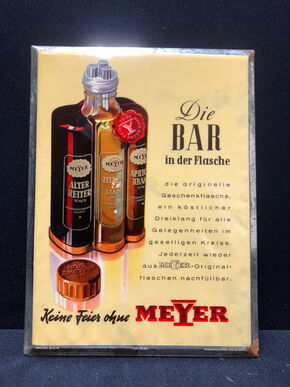 Die
BAR
in der Flasche
die originelle
Geschenkflasche,
ein köstlicher
Dreiklang für alle
Gelegenheiten im
geselligen Kreise.
Jederzeit wieder
aus MEYER-Original-
flaschen nachfüllbar.
MEYER
ALTER
REITER
MEYER
Keine Feier ohne MEYER